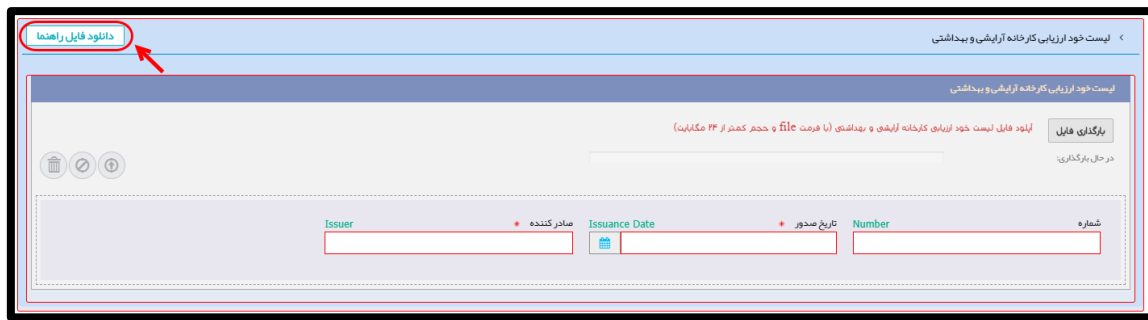 لیست خود ارزیابی کارخانه آرایشی و بهداشتی
دانلود فایل راهنما
لیست خود ارزیابی کارخانه آرایشی و بهداشتی
بارگذاری فایل
آپلود فایل لیست خود ارزیابی کارخانه آرایشی و بهداشتی (با فرمت file و حجم کمتر از ۲۴ مگابایت)
در حال بارگذاری:
شماره Number
تاریخ صدور * Issuance Date
صادر کننده * Issuer